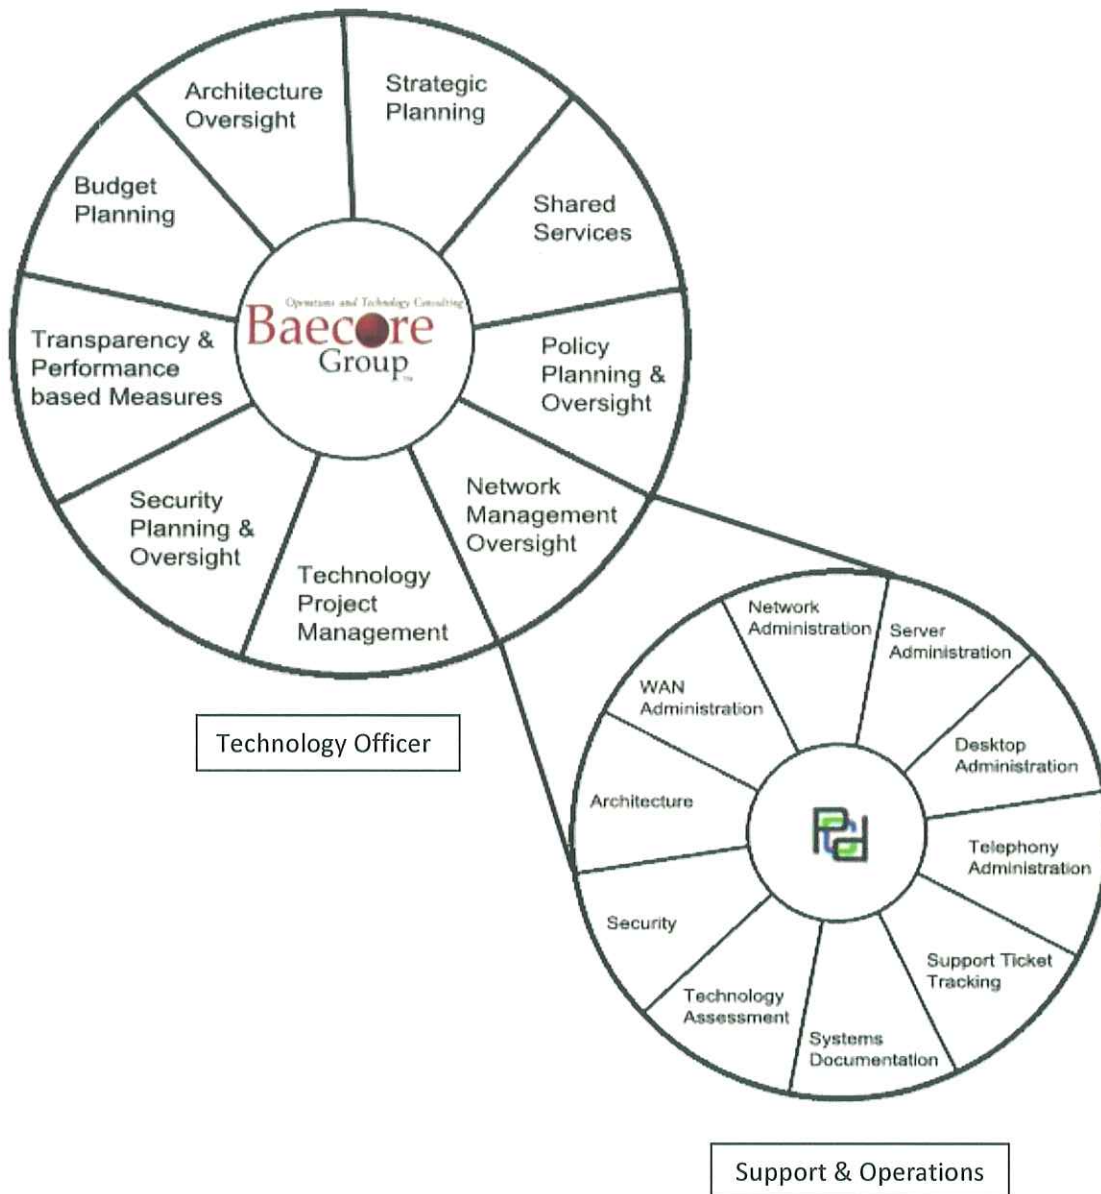 Architecture
Oversight
Strategic
Planning
Budget
Planning
Shared
Services
Operations and Technology Consulting
Baecore
Group
TM
Transparency &
Performance
based Measures
Policy
Planning &
Oversight
Security
Planning &
Oversight
Network
Management
Oversight
Technology
Project
Management
Technology Officer
Network
Administration
Server
Administration
WAN
Administration
Desktop
Administration
Architecture
Telephony
Administration
Security
Support Ticket
Tracking
Technology
Assessment
Systems
Documentation
Support & Operations